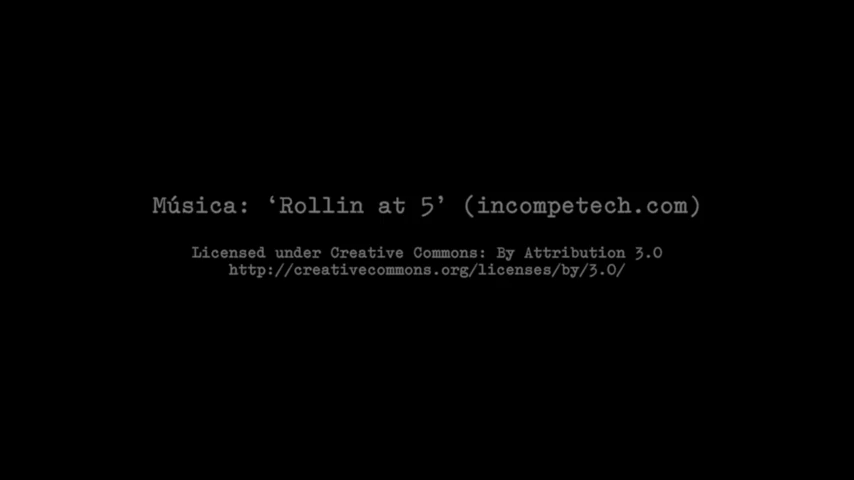 Música: ‘Rollin at 5’ (incompetech.com)
Licensed under Creative Commons: By Attribution 3.0
http://creativecommons.org/licenses/by/3.0/